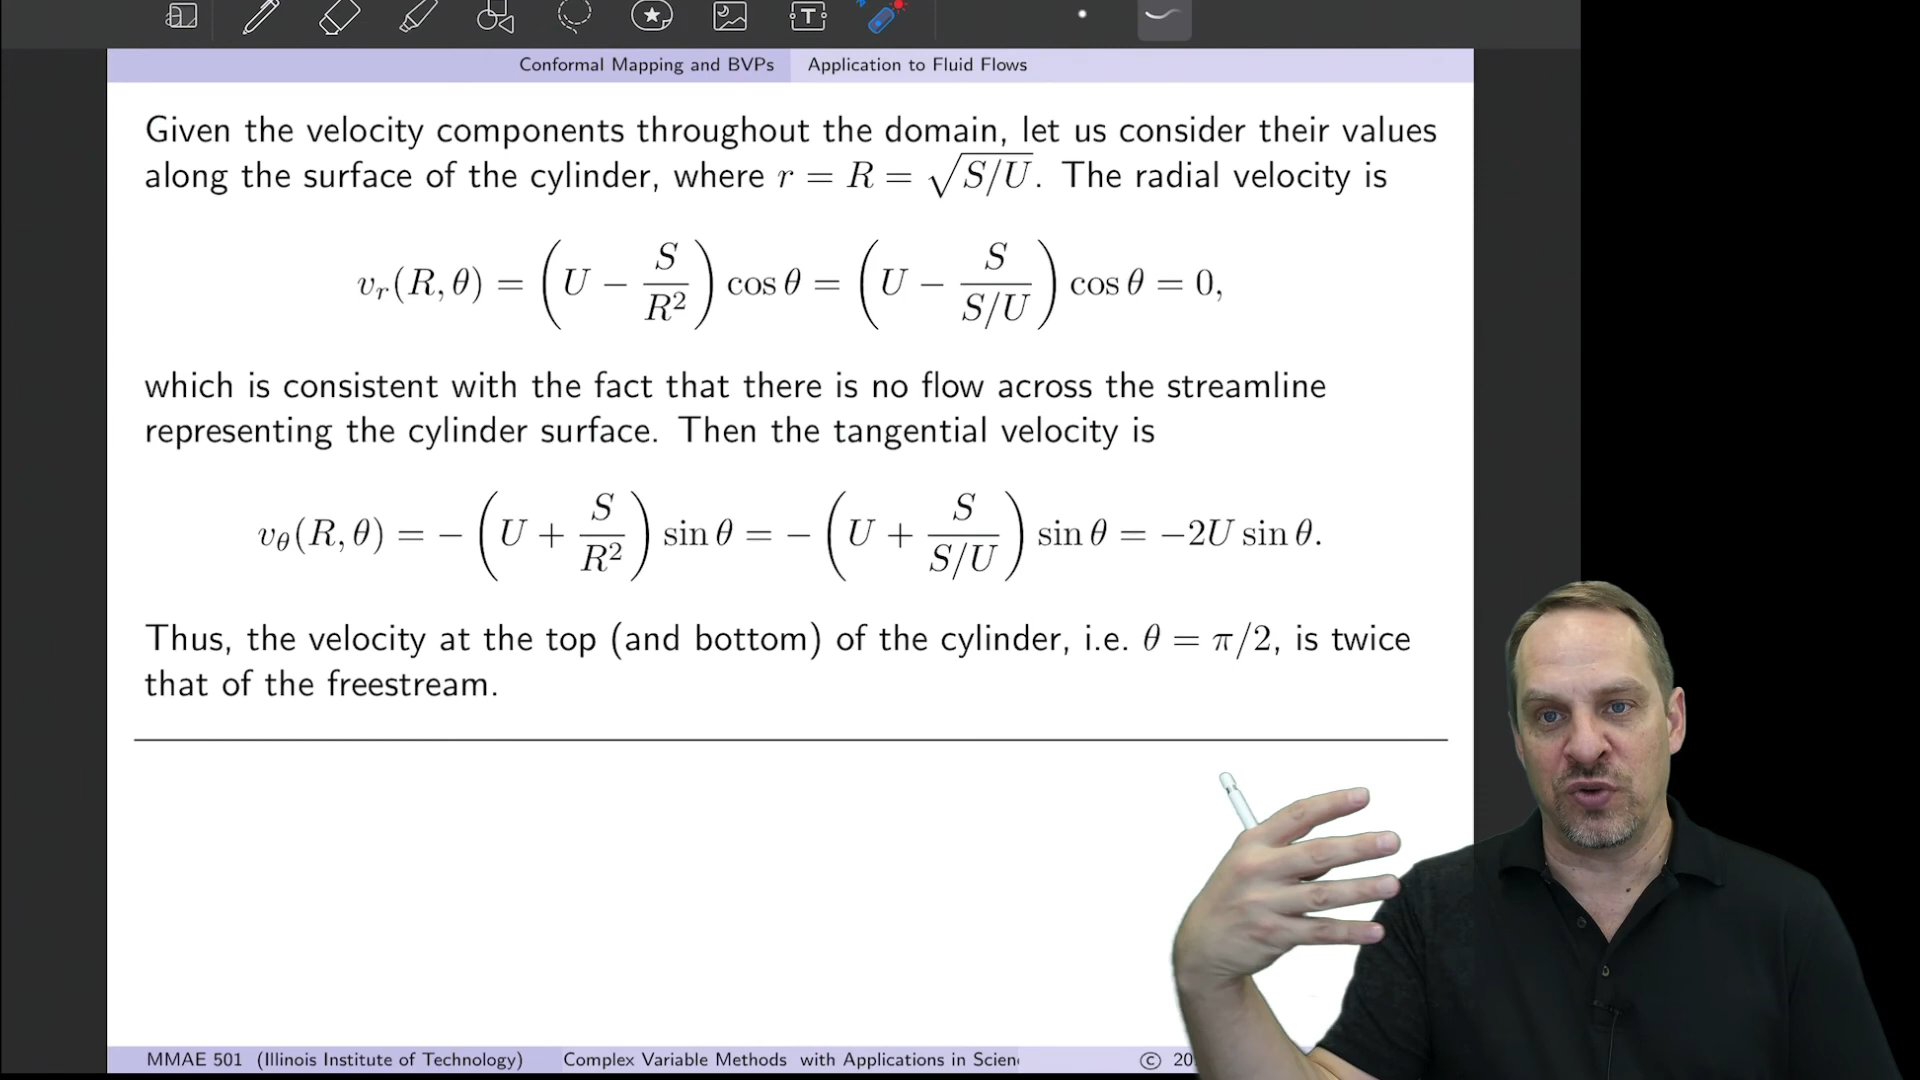 Conformal Mapping and BVPs Application to Fluid Flows
Given the velocity components throughout the domain, let us consider their values
along the surface of the cylinder, where r = R = √S/U. The radial velocity is
v_r(R, θ) = (U − S/R²) cos θ = (U − S/(S/U)) cos θ = 0,
which is consistent with the fact that there is no flow across the streamline
representing the cylinder surface. Then the tangential velocity is
v_θ(R, θ) = −(U + S/R²) sin θ = −(U + S/(S/U)) sin θ = −2U sin θ.
Thus, the velocity at the top (and bottom) of the cylinder, i.e. θ = π/2, is twice
that of the freestream.
MMAE 501 (Illinois Institute of Technology) Complex Variable Methods with Applications in Scien © 20